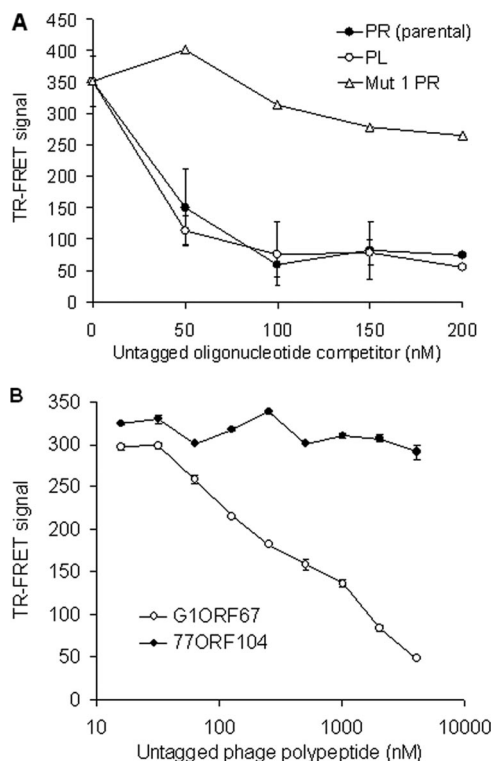 A
PR (parental)
PL
Mut 1 PR
450
400
350
300
250
200
150
100
50
0
TR-FRET signal
0 50 100 150 200
Untagged oligonucleotide competitor (nM)
B
350
300
250
200
150
100
50
0
TR-FRET signal
G1ORF67
77ORF104
10 100 1000 10000
Untagged phage polypeptide (nM)